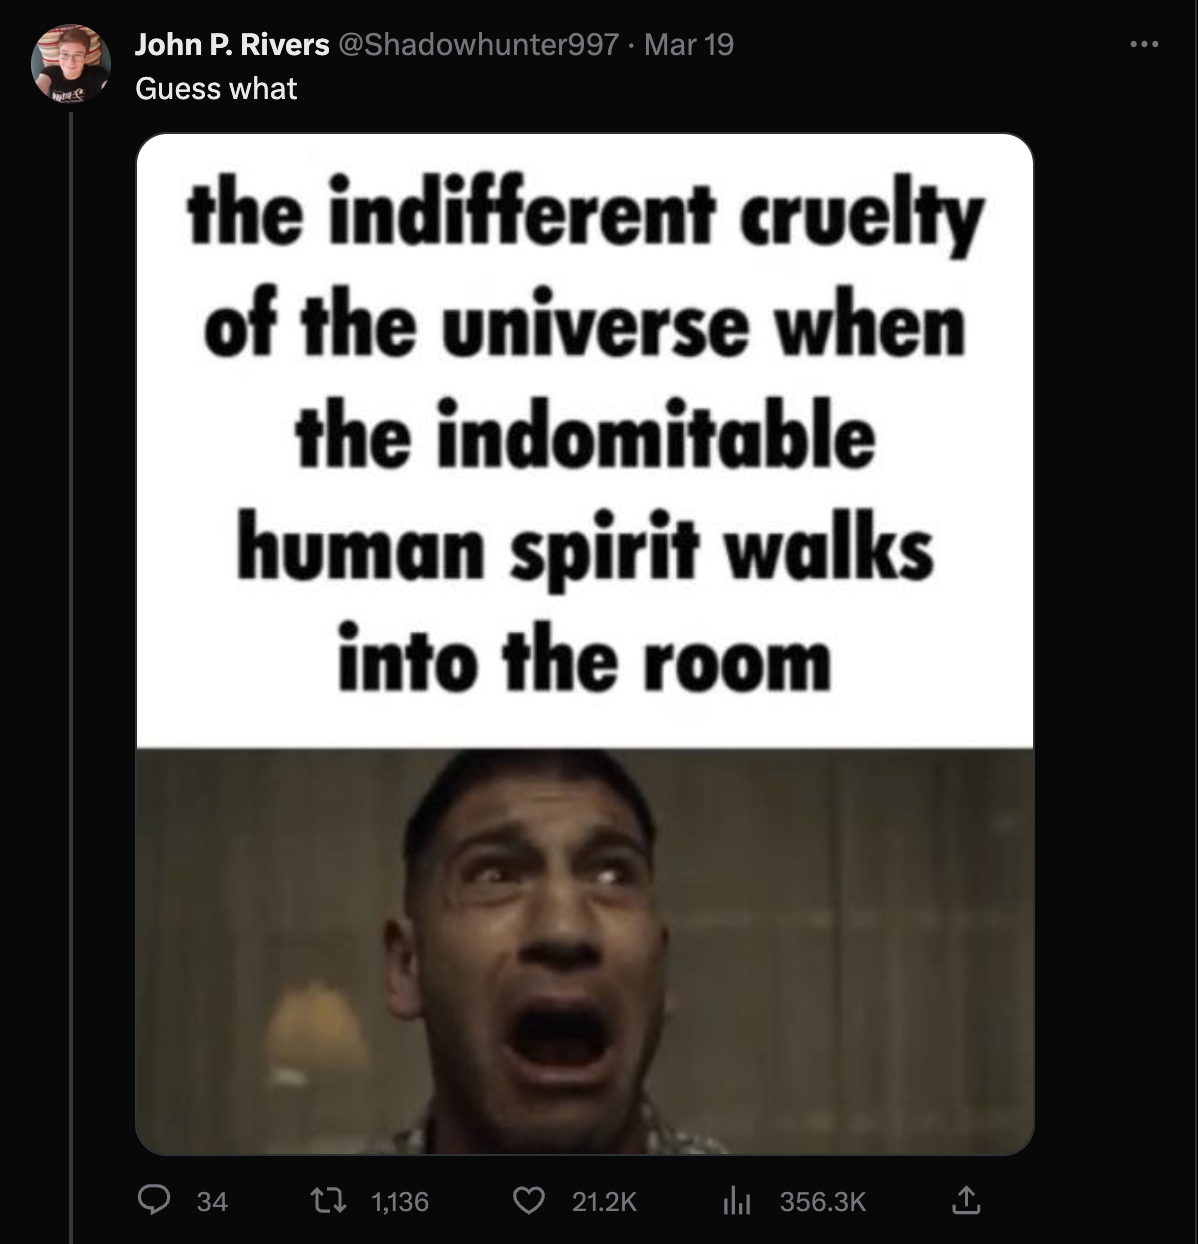 John P. Rivers @Shadowhunter997 · Mar 19
Guess what
the indifferent cruelty
of the universe when
the indomitable
human spirit walks
into the room
34 1,136 21.2K 356.3K